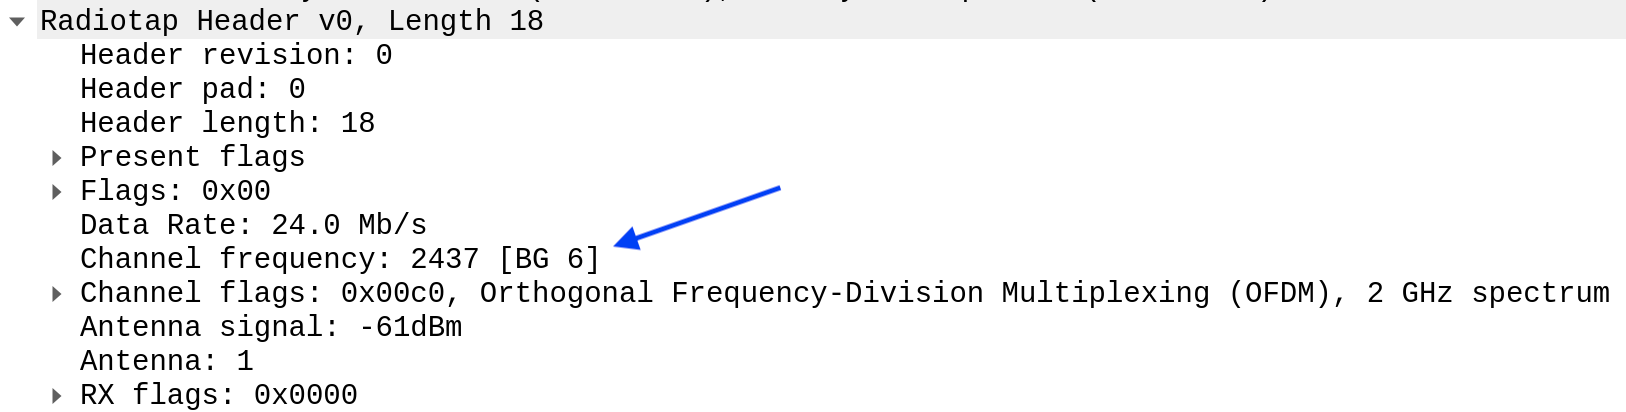 Radiotap Header v0, Length 18
Header revision: 0
Header pad: 0
Header length: 18
Present flags
Flags: 0x00
Data Rate: 24.0 Mb/s
Channel frequency: 2437 [BG 6]
Channel flags: 0x00c0, Orthogonal Frequency-Division Multiplexing (OFDM), 2 GHz spectrum
Antenna signal: -61dBm
Antenna: 1
RX flags: 0x0000